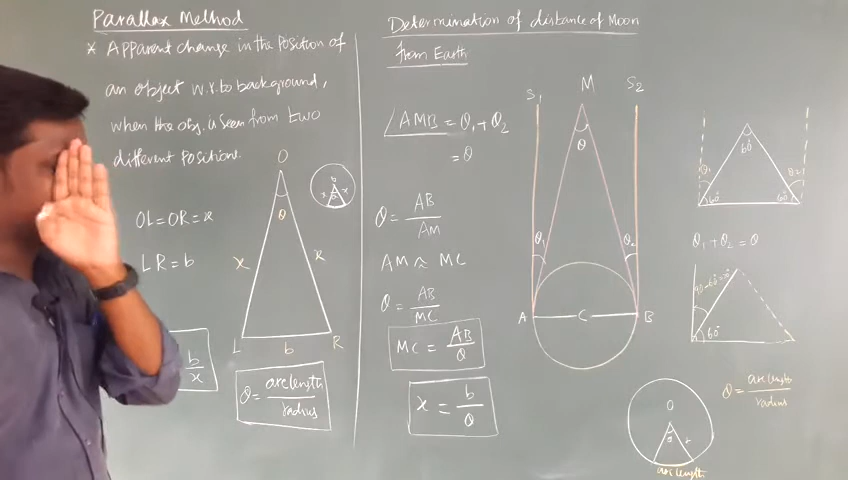 Parallax Method
* Apparent change in the position of
an object w.r.to background,
when the obj. is seen from two
different positions.
O
θ
x
x
L
b
R
OL = OR = x
LR = b
b
x
θ = arc length
radius
Determination of distance of Moon
from Earth
∠AMB = θ1 + θ2
= θ
θ = AB
AM
AM ≈ MC
θ = AB
MC
MC = AB
θ
x = b
θ
S1
M
S2
θ
θ1
θ2
A
C
B
60°
θ1
60°
60°
θ1 + θ2 = θ
60°
O
θ
r
arc length
θ = arc length
radius